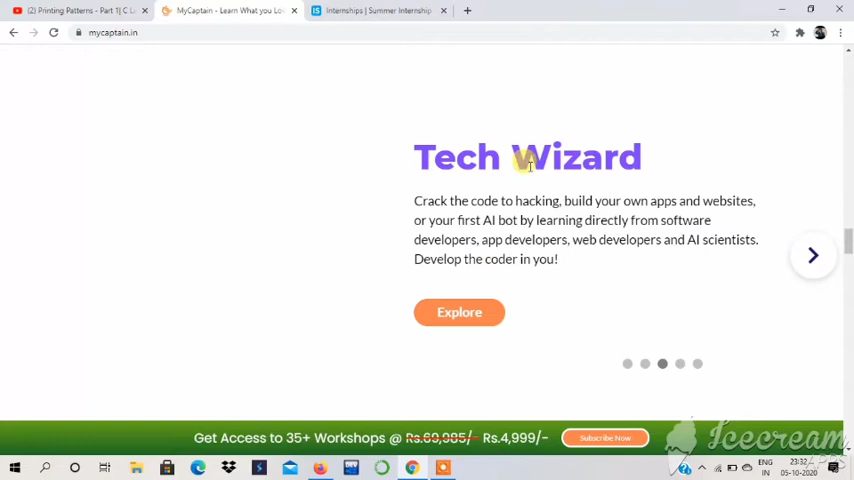 (2) Printing Patterns - Part 1| C L
MyCaptain - Learn What you Lo
Internships | Summer Internship
mycaptain.in
Tech Wizard
Crack the code to hacking, build your own apps and websites,
or your first AI bot by learning directly from software
developers, app developers, web developers and AI scientists.
Develop the coder in you!
Explore
Get Access to 35+ Workshops @ Rs.69,985/- Rs.4,999/-
Subscribe Now
Icecream
APPS
ENG
IN
23:32
05-10-2020